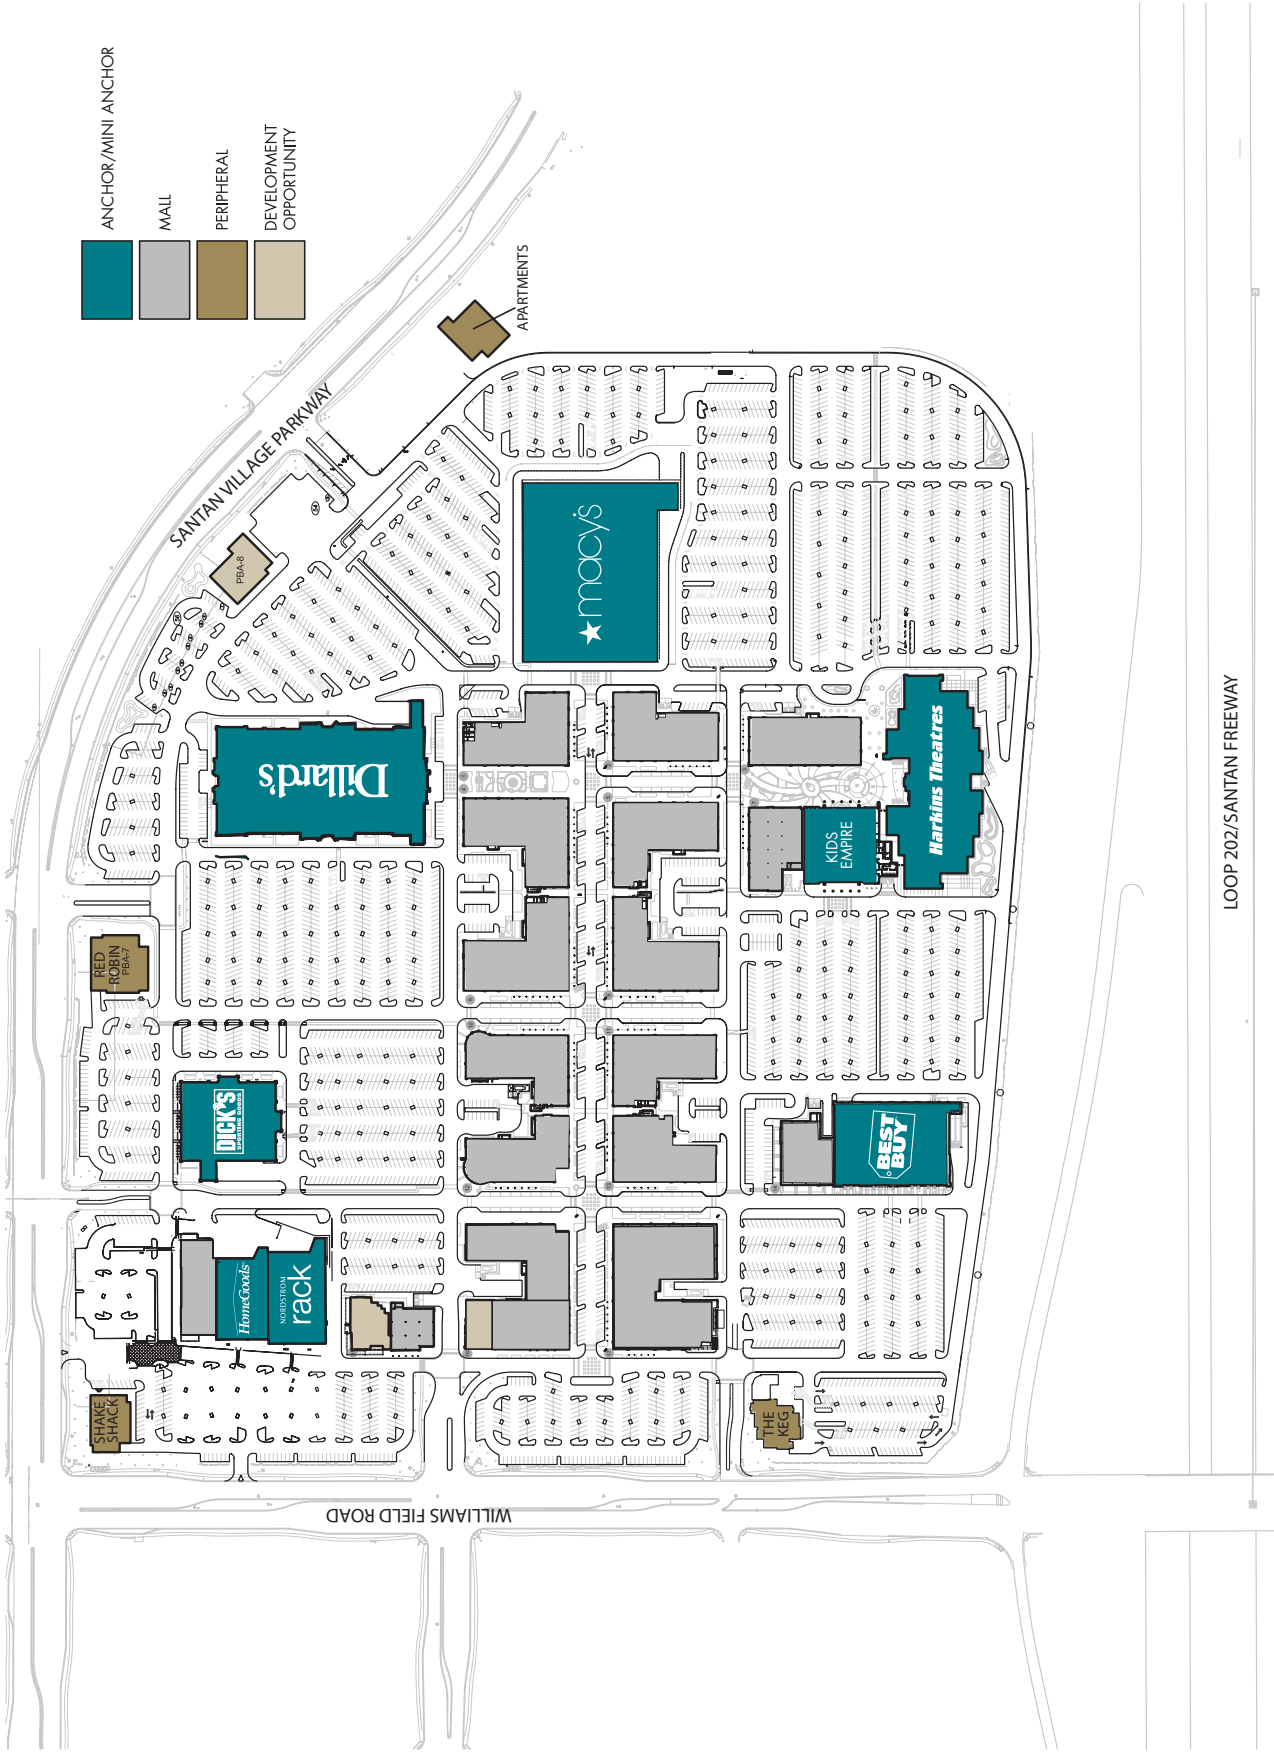 ANCHOR/MINI ANCHOR
MALL
PERIPHERAL
DEVELOPMENT
OPPORTUNITY
SANTAN VILLAGE PARKWAY
APARTMENTS
PBA-8
macy's
Dillard's
RED
ROBIN
PBA-7
KIDS
EMPIRE
Harkins Theatres
DICK'S
SPORTING GOODS
BEST
BUY
HomeGoods
NORDSTROM
rack
SHAKE
SHACK
THE
KEG
WILLIAMS FIELD ROAD
LOOP 202/SANTAN FREEWAY